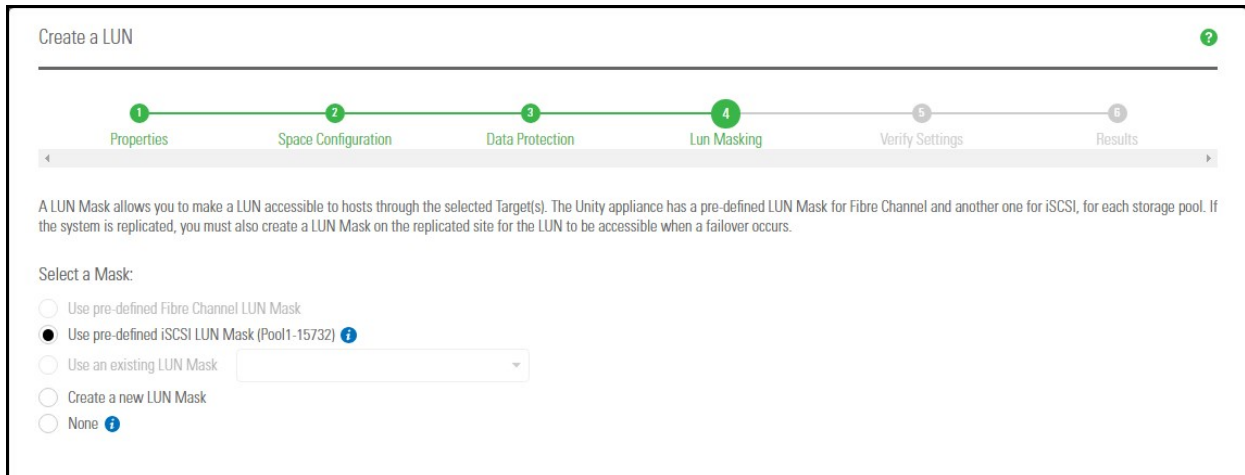 Create a LUN
?
1 2 3 4 5 6
Properties Space Configuration Data Protection Lun Masking Verify Settings Results
A LUN Mask allows you to make a LUN accessible to hosts through the selected Target(s). The Unity appliance has a pre-defined LUN Mask for Fibre Channel and another one for iSCSI, for each storage pool. If
the system is replicated, you must also create a LUN Mask on the replicated site for the LUN to be accessible when a failover occurs.
Select a Mask:
Use pre-defined Fibre Channel LUN Mask
Use pre-defined iSCSI LUN Mask (Pool1-15732) i
Use an existing LUN Mask
Create a new LUN Mask
None i